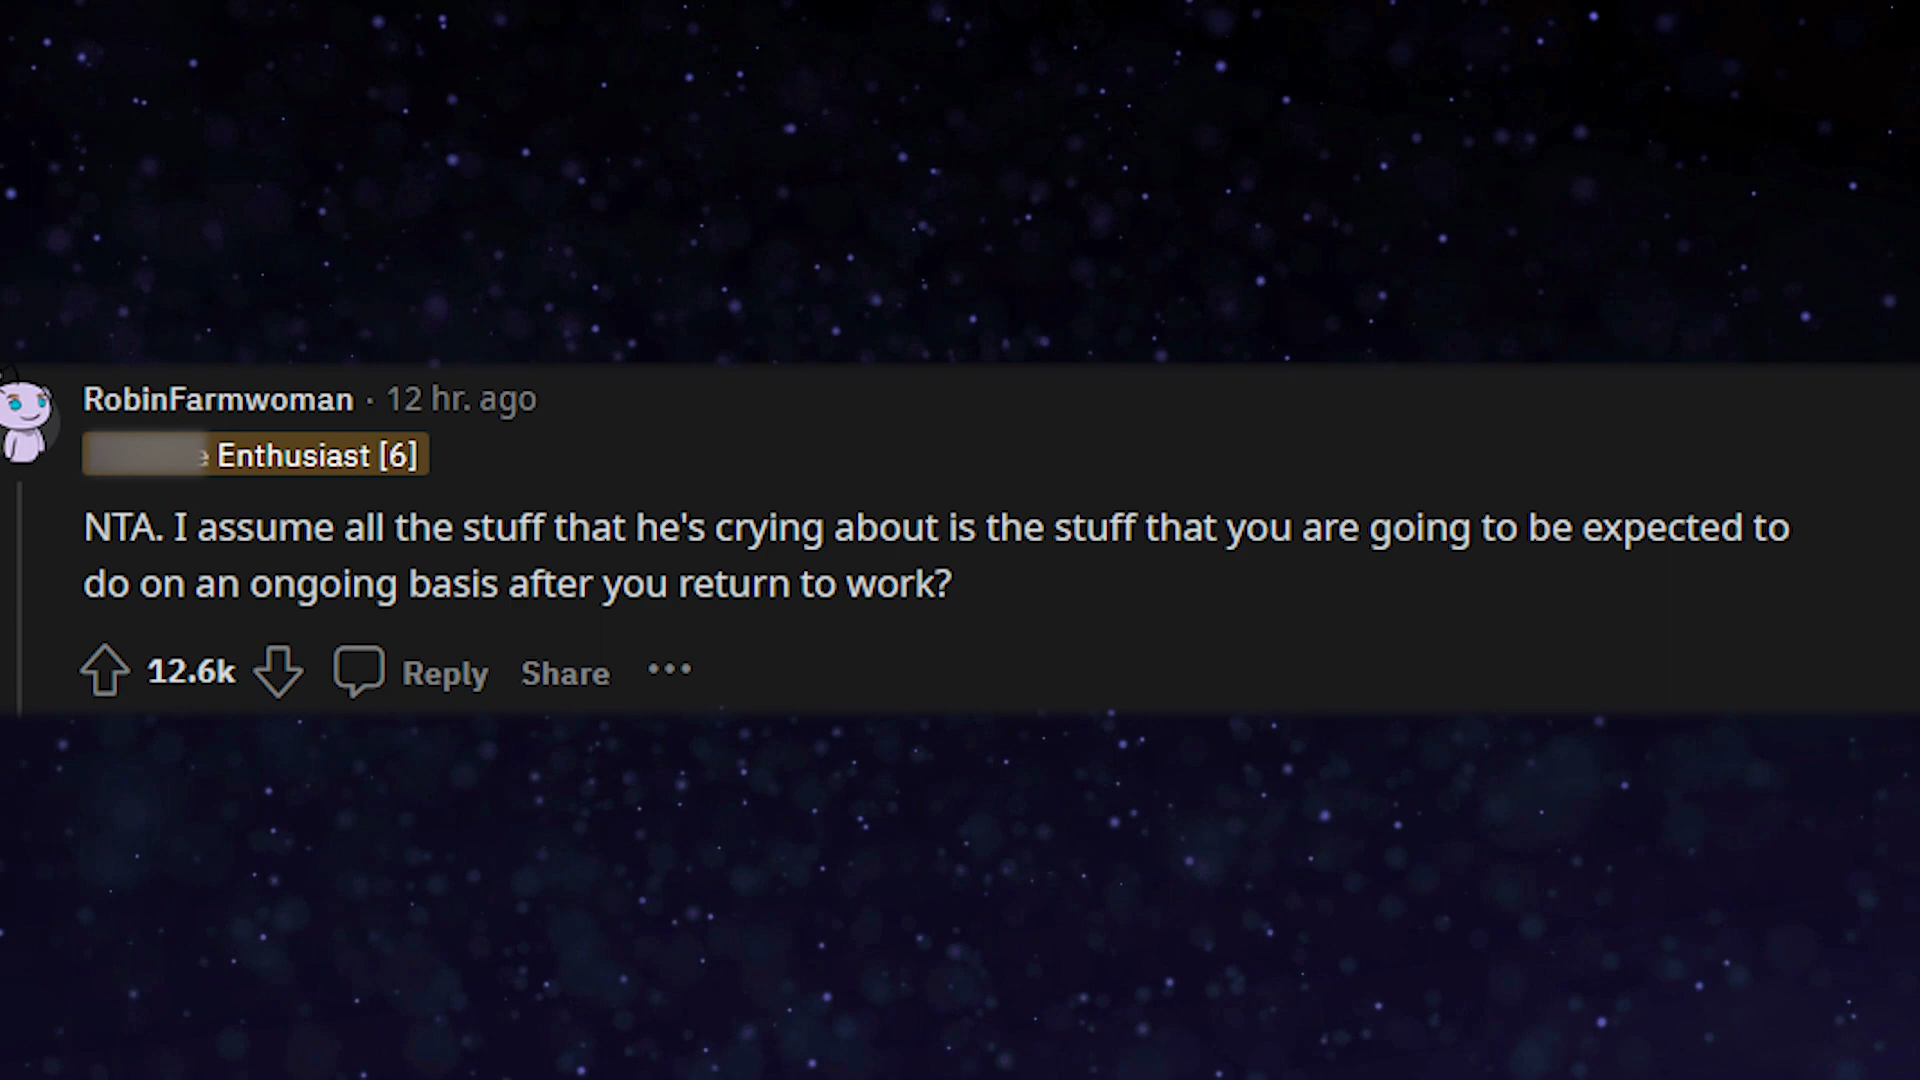 RobinFarmwoman · 12 hr. ago
Enthusiast [6]
NTA. I assume all the stuff that he's crying about is the stuff that you are going to be expected to
do on an ongoing basis after you return to work?
12.6k Reply Share •••